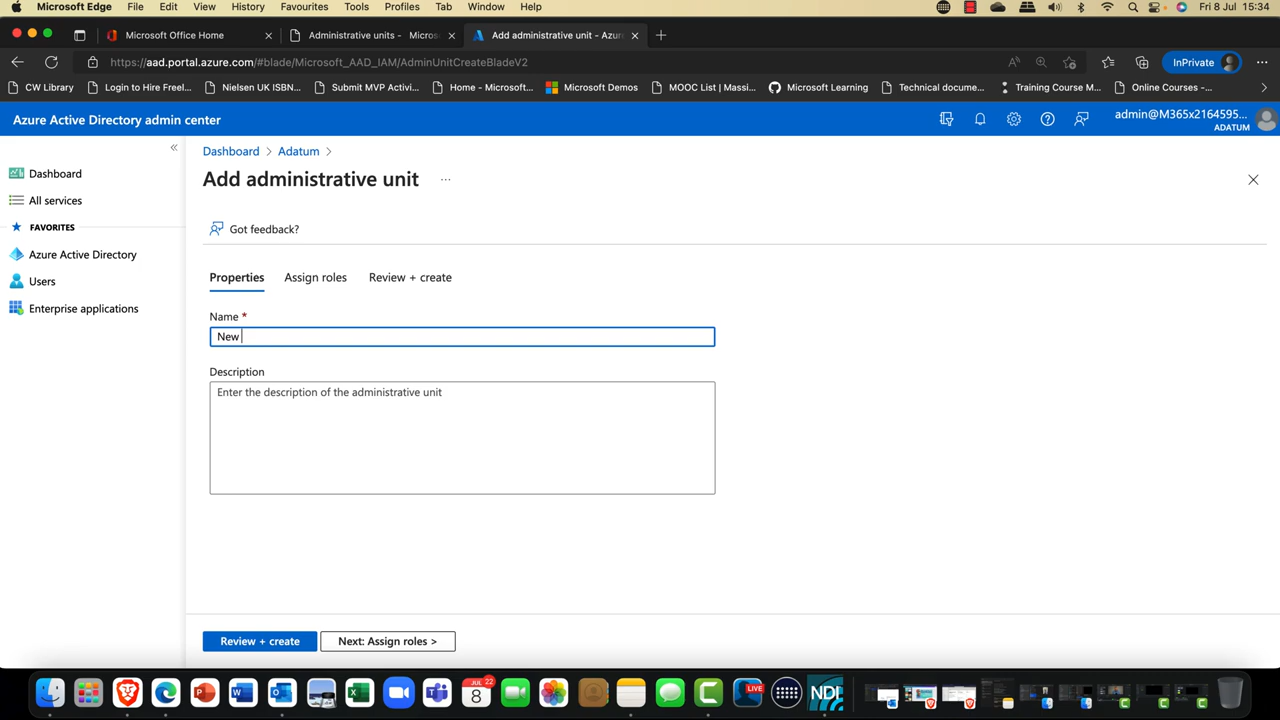 Microsoft Edge File Edit View History Favourites Tools Profiles Tab Window Help Fri 8 Jul 15:34
Microsoft Office Home
Administrative units - Micros
Add administrative unit - Azur
https://aad.portal.azure.com/#blade/Microsoft_AAD_IAM/AdminUnitCreateBladeV2
InPrivate
CW Library
Login to Hire Freel...
Nielsen UK ISBN...
Submit MVP Activi...
Home - Microsoft...
Microsoft Demos
MOOC List | Massi...
Microsoft Learning
Technical docume...
Training Course M...
Online Courses -...
Azure Active Directory admin center
admin@M365x2164595...
ADATUM
Dashboard
All services
FAVORITES
Azure Active Directory
Users
Enterprise applications
Dashboard > Adatum >
Add administrative unit ...
Got feedback?
Properties Assign roles Review + create
Name *
New
Description
Enter the description of the administrative unit
Review + create
Next: Assign roles >
JUL
8
22
LIVE
NDI